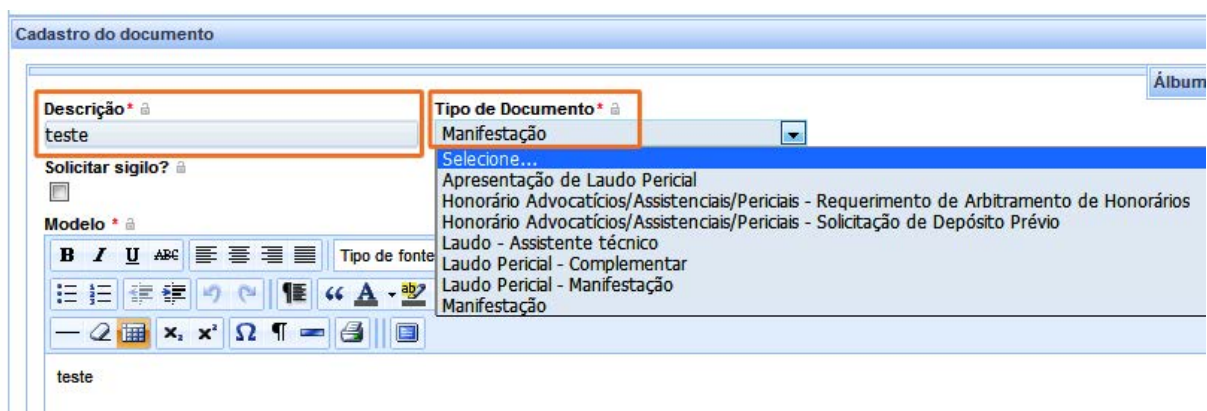 Cadastro do documento
Álbum
Descrição * Tipo de Documento *
teste Manifestação
Solicitar sigilo?
Selecione...
Apresentação de Laudo Pericial
Honorário Advocatícios/Assistenciais/Periciais - Requerimento de Arbitramento de Honorários
Honorário Advocatícios/Assistenciais/Periciais - Solicitação de Depósito Prévio
Laudo - Assistente técnico
Laudo Pericial - Complementar
Laudo Pericial - Manifestação
Manifestação
Modelo *
B I U ABC Tipo de fonte
teste